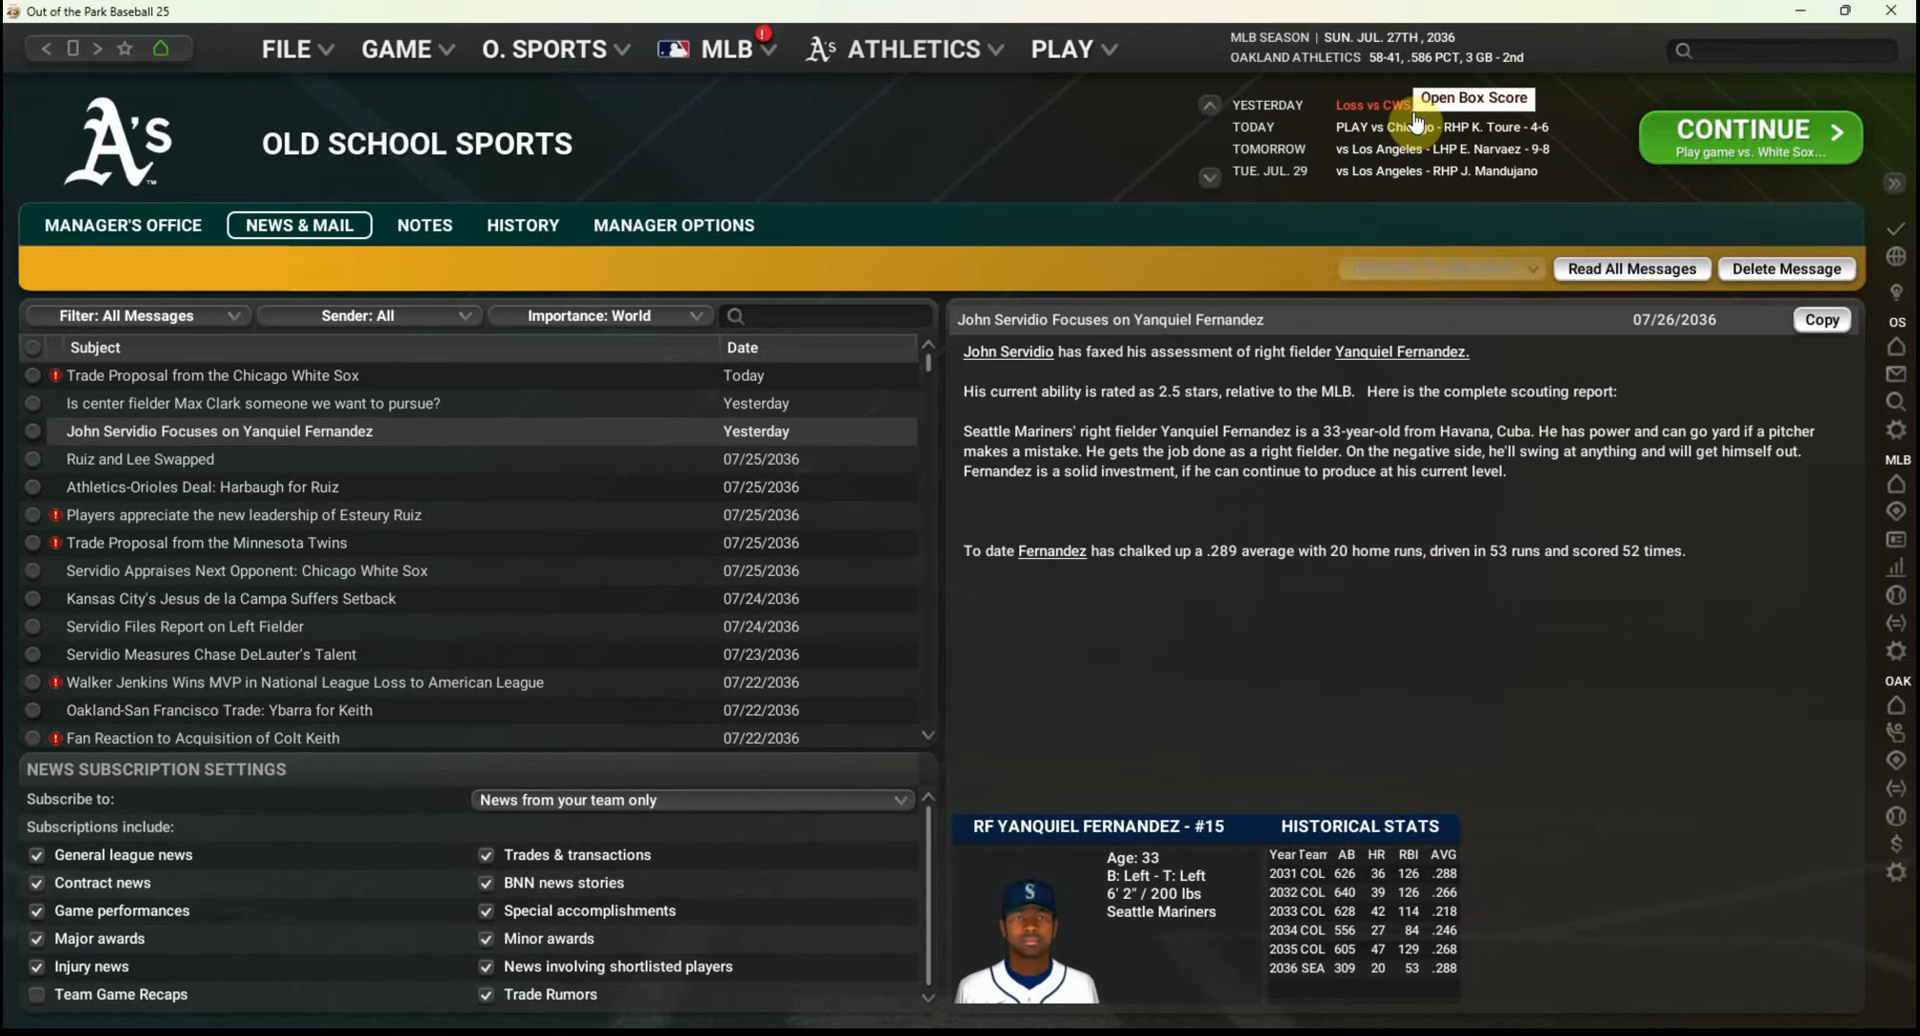 Out of the Park Baseball 25
FILE
GAME
O. SPORTS
MLB
ATHLETICS
PLAY
MLB SEASON | SUN. JUL. 27TH , 2036
OAKLAND ATHLETICS 58-41, .586 PCT, 3 GB - 2nd
A's
OLD SCHOOL SPORTS
YESTERDAY Loss vs CWS
Open Box Score
TODAY PLAY vs Chicago - RHP K. Toure - 4-6
TOMORROW vs Los Angeles - LHP E. Narvaez - 9-8
TUE. JUL. 29 vs Los Angeles - RHP J. Mandujano
CONTINUE
Play game vs. White Sox...
MANAGER'S OFFICE
NEWS & MAIL
NOTES
HISTORY
MANAGER OPTIONS
Read All Messages
Delete Message
Filter: All Messages
Sender: All
Importance: World
Subject Date
Trade Proposal from the Chicago White Sox Today
Is center fielder Max Clark someone we want to pursue? Yesterday
John Servidio Focuses on Yanquiel Fernandez Yesterday
Ruiz and Lee Swapped 07/25/2036
Athletics-Orioles Deal: Harbaugh for Ruiz 07/25/2036
Players appreciate the new leadership of Esteury Ruiz 07/25/2036
Trade Proposal from the Minnesota Twins 07/25/2036
Servidio Appraises Next Opponent: Chicago White Sox 07/25/2036
Kansas City's Jesus de la Campa Suffers Setback 07/24/2036
Servidio Files Report on Left Fielder 07/24/2036
Servidio Measures Chase DeLauter's Talent 07/23/2036
Walker Jenkins Wins MVP in National League Loss to American League 07/22/2036
Oakland-San Francisco Trade: Ybarra for Keith 07/22/2036
Fan Reaction to Acquisition of Colt Keith 07/22/2036
NEWS SUBSCRIPTION SETTINGS
Subscribe to: News from your team only
Subscriptions include:
General league news
Trades & transactions
Contract news
BNN news stories
Game performances
Special accomplishments
Major awards
Minor awards
Injury news
News involving shortlisted players
Team Game Recaps
Trade Rumors
John Servidio Focuses on Yanquiel Fernandez 07/26/2036 Copy
John Servidio has faxed his assessment of right fielder Yanquiel Fernandez.
His current ability is rated as 2.5 stars, relative to the MLB. Here is the complete scouting report:
Seattle Mariners' right fielder Yanquiel Fernandez is a 33-year-old from Havana, Cuba. He has power and can go yard if a pitcher
makes a mistake. He gets the job done as a right fielder. On the negative side, he'll swing at anything and will get himself out.
Fernandez is a solid investment, if he can continue to produce at his current level.
To date Fernandez has chalked up a .289 average with 20 home runs, driven in 53 runs and scored 52 times.
RF YANQUIEL FERNANDEZ - #15
Age: 33
B: Left - T: Left
6' 2" / 200 lbs
Seattle Mariners
HISTORICAL STATS
Year Team AB HR RBI AVG
2031 COL 626 36 126 .288
2032 COL 640 39 126 .266
2033 COL 628 42 114 .218
2034 COL 556 27 84 .246
2035 COL 605 47 129 .268
2036 SEA 309 20 53 .288
OS
MLB
OAK